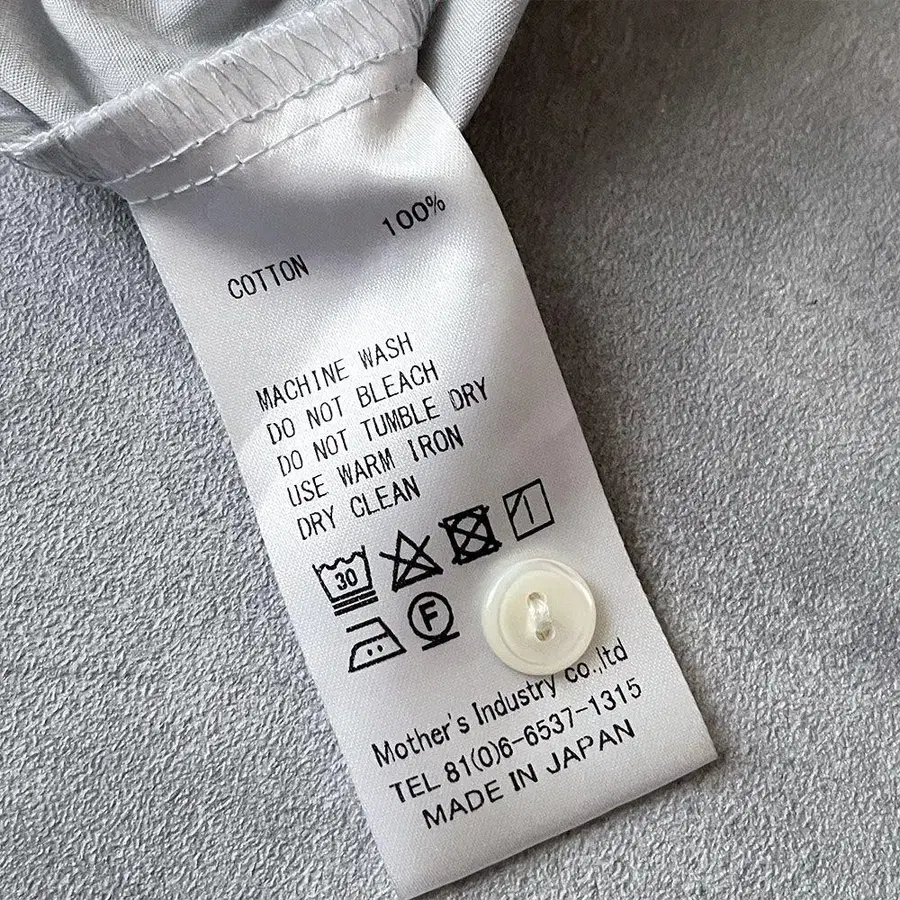 COTTON 100%
MACHINE WASH
DO NOT BLEACH
DO NOT TUMBLE DRY
USE WARM IRON
DRY CLEAN
30
F
Mother's Industry co.,ltd
TEL 81(0)6-6537-1315
MADE IN JAPAN